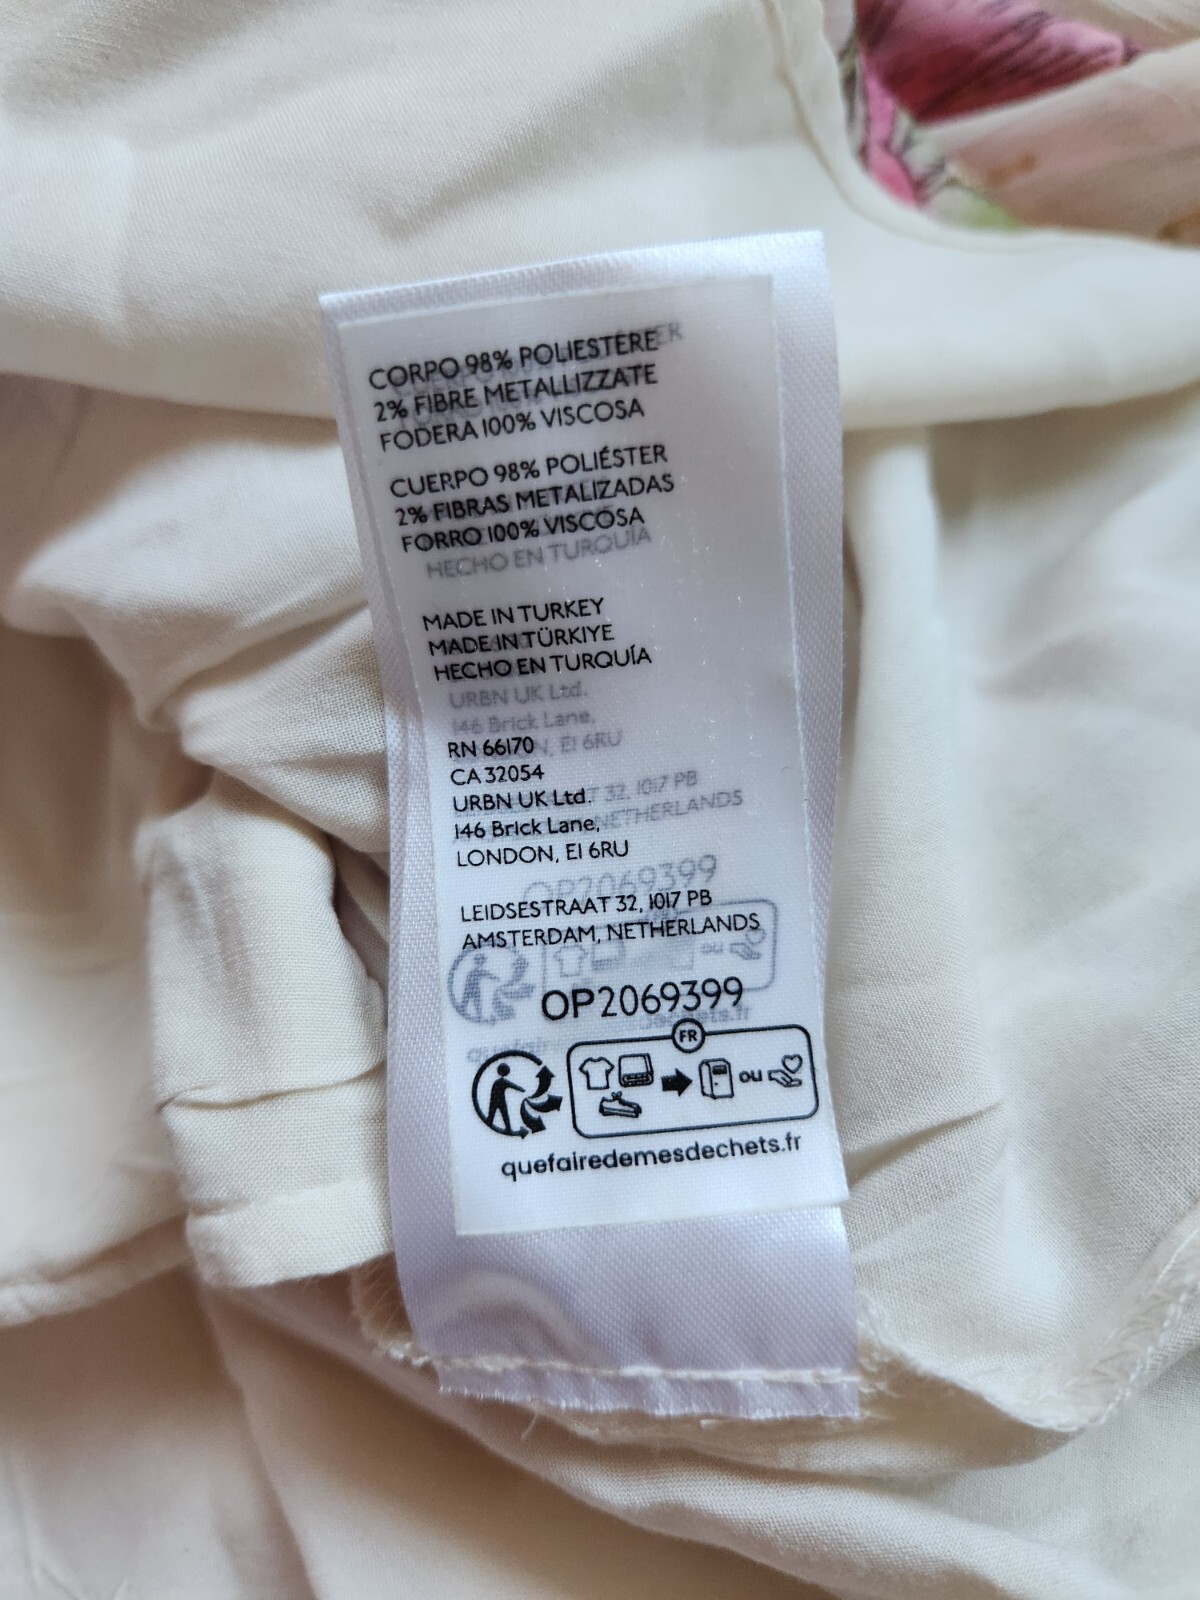 CORPO 98% POLIESTERE
2% FIBRE METALLIZZATE
FODERA 100% VISCOSA
CUERPO 98% POLIÉSTER
2% FIBRAS METALIZADAS
FORRO 100% VISCOSA
HECHO EN TURQUÍA
MADE IN TURKEY
MADE IN TÜRKIYE
HECHO EN TURQUÍA
URBN UK Ltd.
146 Brick Lane,
RN 66170
CA 32054
URBN UK Ltd.
146 Brick Lane,
LONDON, E1 6RU
OP2069399
LEIDSESTRAAT 32, 1017 PB
AMSTERDAM, NETHERLANDS
OP2069399
FR
ou
quefairedemesdechets.fr